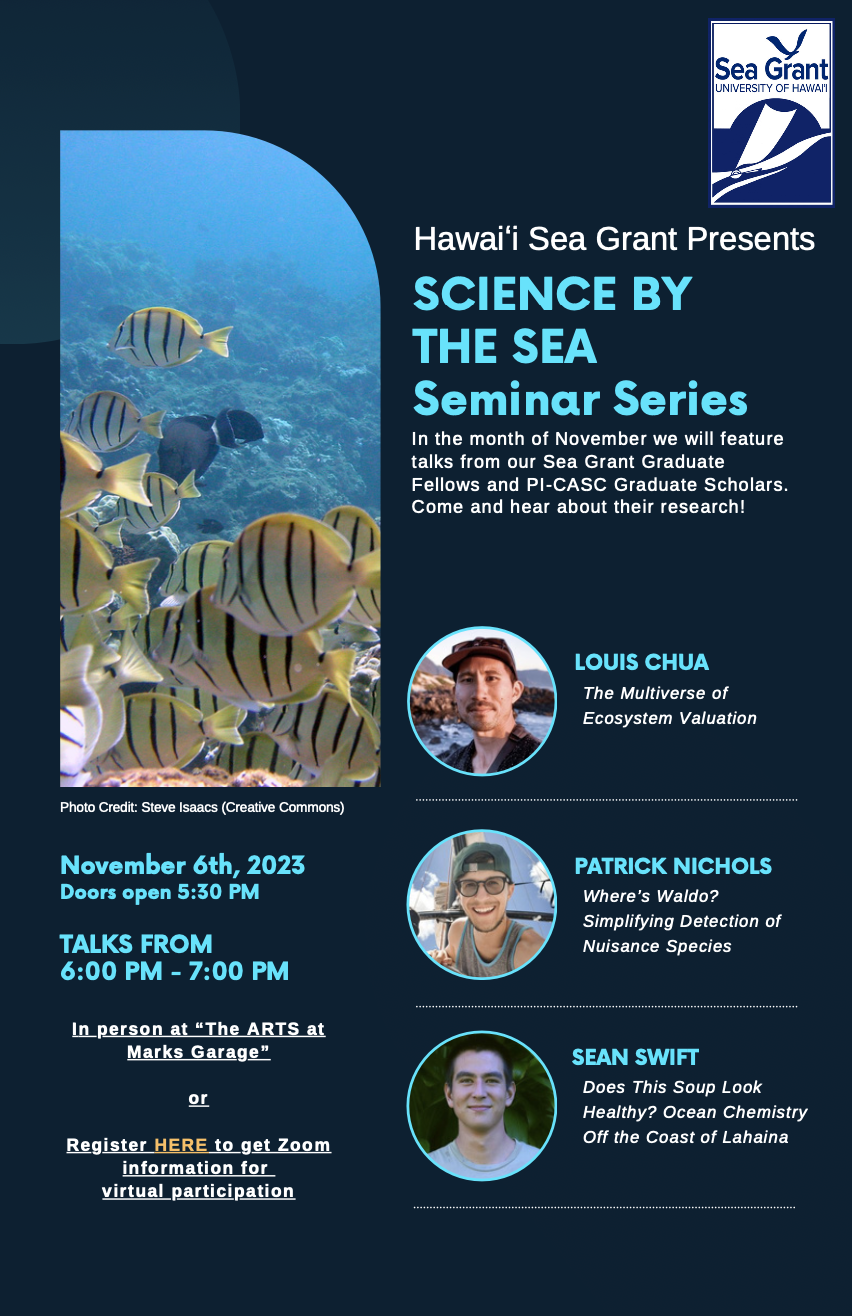 Sea Grant
UNIVERSITY OF HAWAI'I
Hawaiʻi Sea Grant Presents
SCIENCE BY
THE SEA
Seminar Series
In the month of November we will feature
talks from our Sea Grant Graduate
Fellows and PI-CASC Graduate Scholars.
Come and hear about their research!
LOUIS CHUA
The Multiverse of
Ecosystem Valuation
PATRICK NICHOLS
Where's Waldo?
Simplifying Detection of
Nuisance Species
SEAN SWIFT
Does This Soup Look
Healthy? Ocean Chemistry
Off the Coast of Lahaina
Photo Credit: Steve Isaacs (Creative Commons)
November 6th, 2023
Doors open 5:30 PM
TALKS FROM
6:00 PM - 7:00 PM
In person at “The ARTS at
Marks Garage”
or
Register HERE to get Zoom
information for
virtual participation